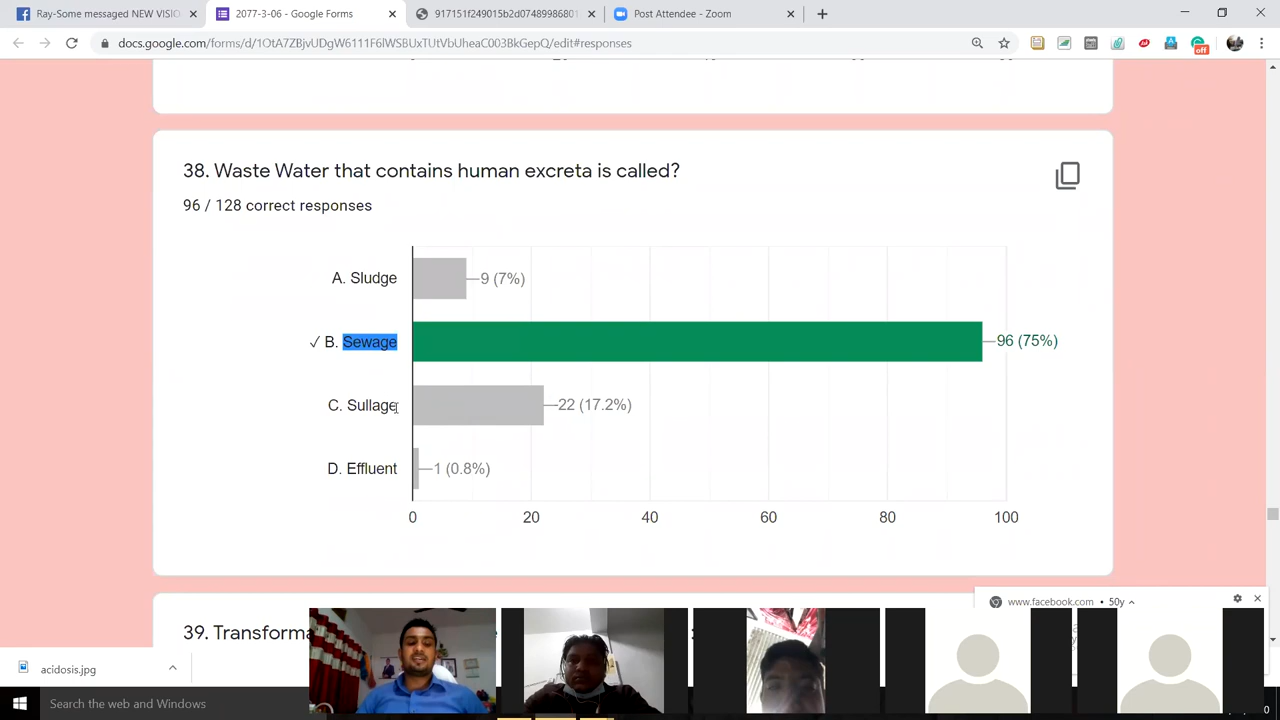 Ray-Some messaged NEW VISIO
2077-3-06 - Google Forms
917151f249015b2d07489986801
Post Attendee - Zoom
docs.google.com/forms/d/1OtA7ZBjvUDgW6111F6lWSBUxTUtVbUheaC003BkGepQ/edit#responses
off
38. Waste Water that contains human excreta is called?
96 / 128 correct responses
A. Sludge
9 (7%)
✓ B. Sewage
96 (75%)
C. Sullage
22 (17.2%)
D. Effluent
1 (0.8%)
0 20 40 60 80 100
www.facebook.com • 50y
39. Transforma
acidosis.jpg
Search the web and Windows